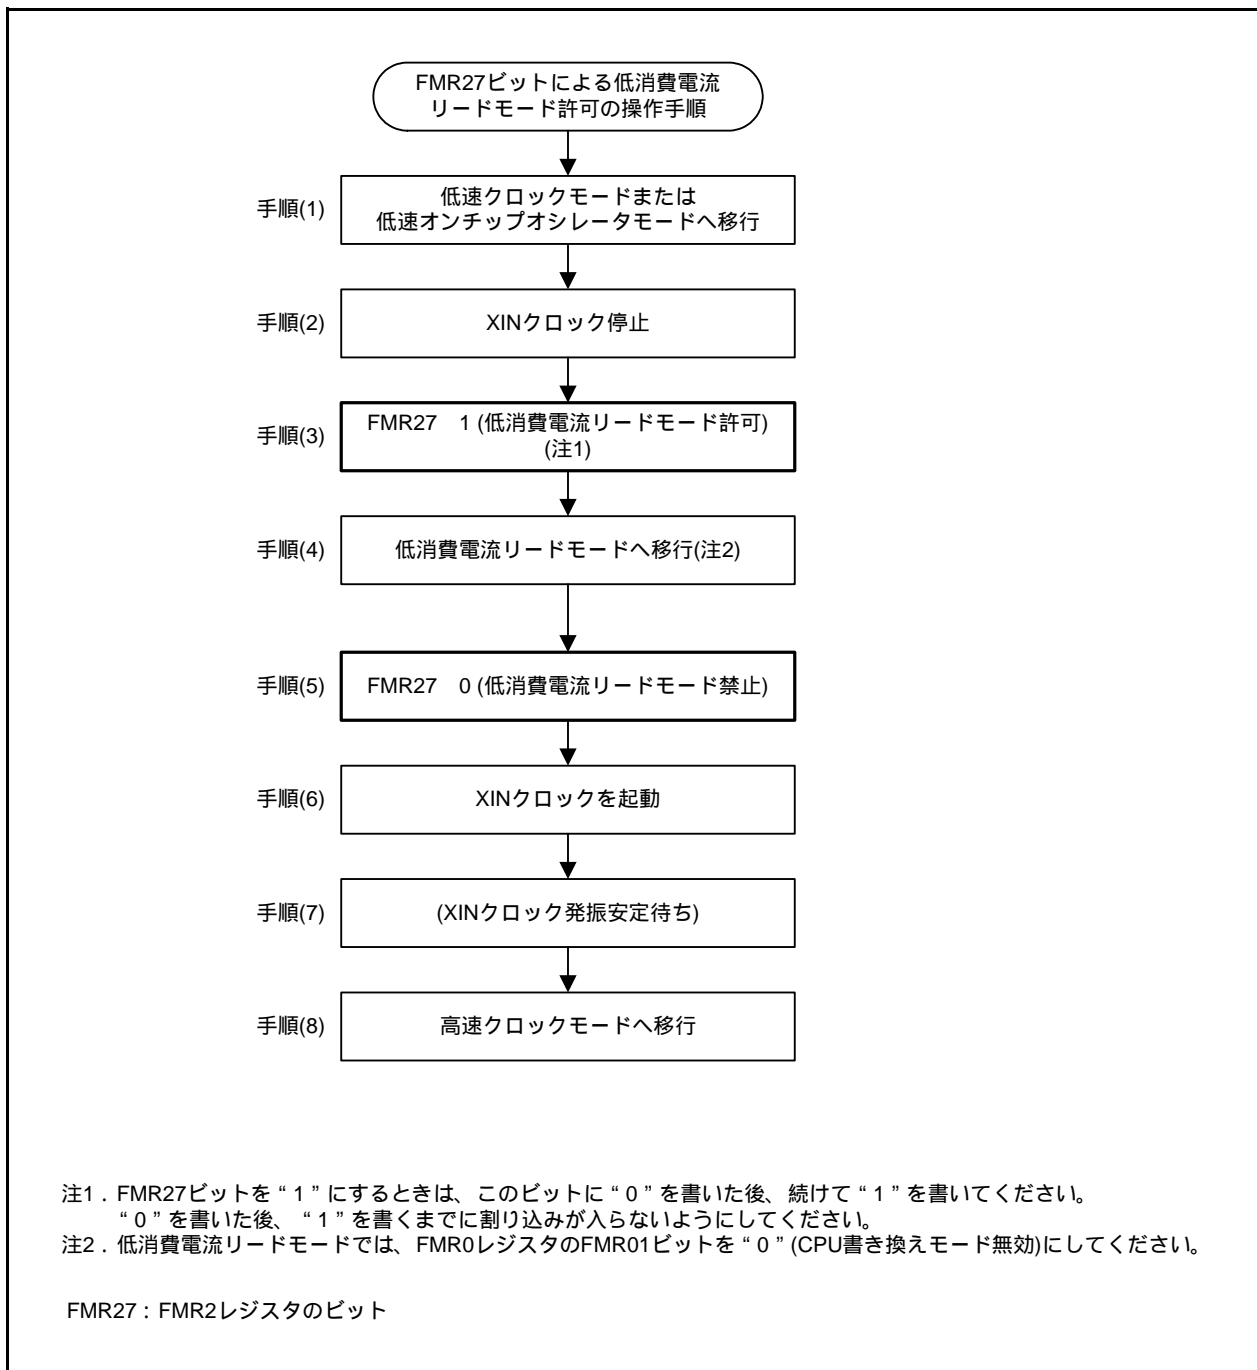 FMR27ビットによる低消費電流
リードモード許可の操作手順
手順(1)
低速クロックモードまたは
低速オンチップオシレータモードへ移行
手順(2)
XINクロック停止
手順(3)
FMR27　1 (低消費電流リードモード許可)
(注1)
手順(4)
低消費電流リードモードへ移行(注2)
手順(5)
FMR27　0 (低消費電流リードモード禁止)
手順(6)
XINクロックを起動
手順(7)
(XINクロック発振安定待ち)
手順(8)
高速クロックモードへ移行
注1．FMR27ビットを“1”にするときは、このビットに“0”を書いた後、続けて“1”を書いてください。
“0”を書いた後、“1”を書くまでに割り込みが入らないようにしてください。
注2．低消費電流リードモードでは、FMR0レジスタのFMR01ビットを“0”(CPU書き換えモード無効)にしてください。
FMR27：FMR2レジスタのビット